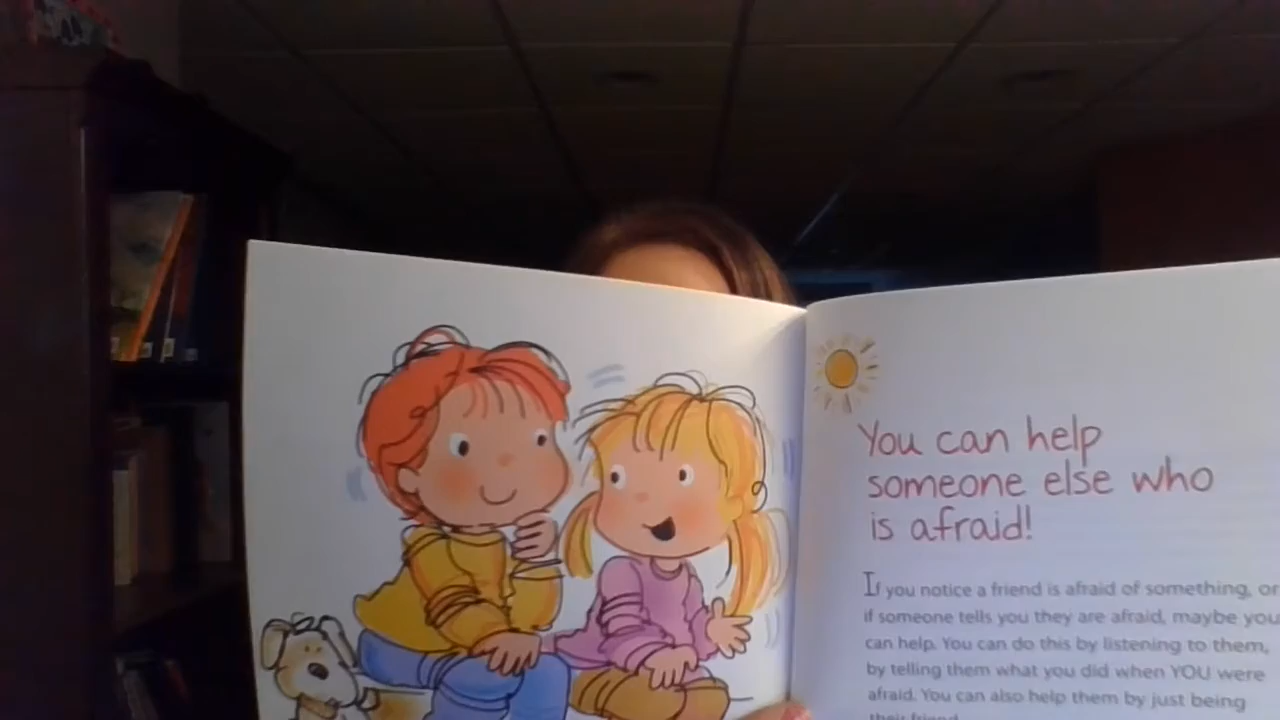 You can help
someone else who
is afraid!
If you notice a friend is afraid of something, or
if someone tells you they are afraid, maybe you
can help. You can do this by listening to them,
by telling them what you did when YOU were
afraid. You can also help them by just being
their friend.